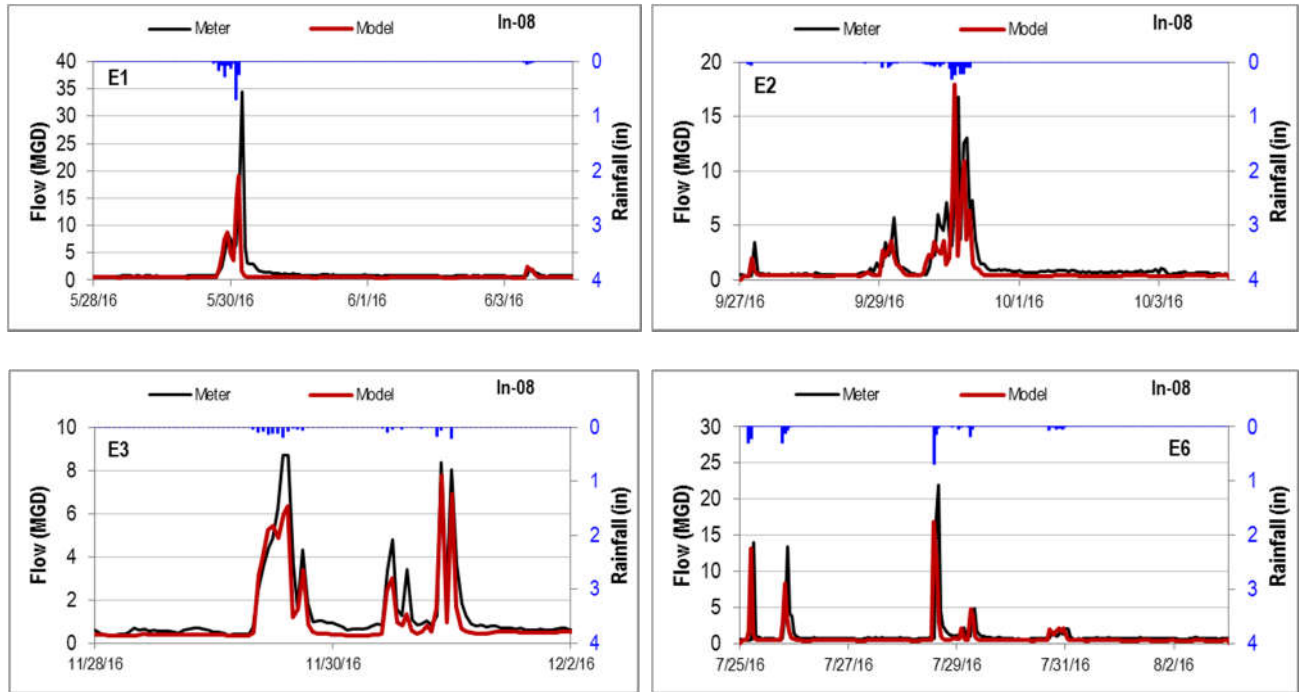 Meter Model In-08
E1
Flow (MGD)
40
35
30
25
20
15
10
5
0
Rainfall (in)
0
1
2
3
4
5/28/16 5/30/16 6/1/16 6/3/16
Meter Model In-08
E2
Flow (MGD)
20
15
10
5
0
Rainfall (in)
0
1
2
3
4
9/27/16 9/29/16 10/1/16 10/3/16
Meter Model In-08
E3
Flow (MGD)
10
8
6
4
2
0
Rainfall (in)
0
1
2
3
4
11/28/16 11/30/16 12/2/16
Meter Model In-08
E6
Flow (MGD)
30
25
20
15
10
5
0
Rainfall (in)
0
1
2
3
4
7/25/16 7/27/16 7/29/16 7/31/16 8/2/16